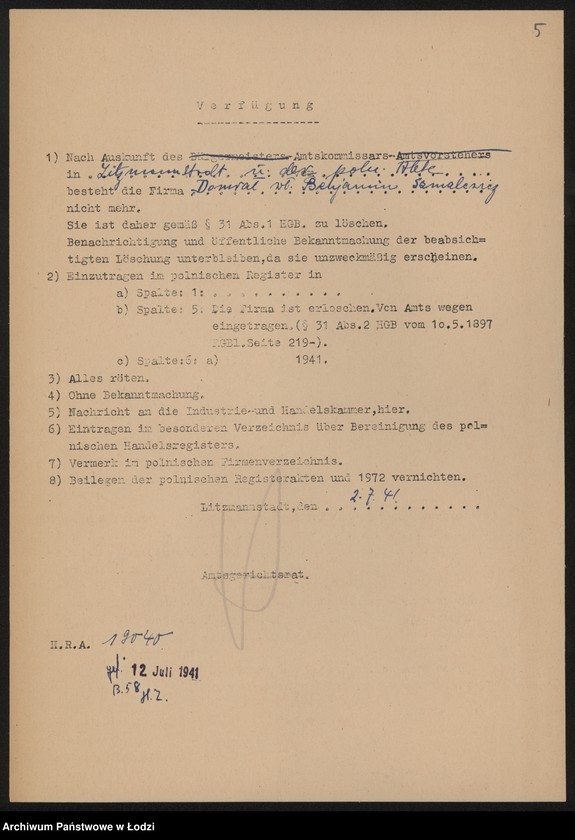 5
Verfügung
1) Nach Auskunft des Bürgermeisters-Amtskommissars-Amtsvorstehers
in Litzmannstadt u. der poln. Akte
besteht die Firma Benjamin
nicht mehr.
Sie ist daher gemäß § 31 Abs.1 HGB. zu löschen.
Benachrichtigung und öffentliche Bekanntmachung der beabsich=
tigten Löschung unterbleiben,da sie unzweckmäßig erscheinen.
2) Einzutragen im polnischen Register in
a) Spalte: 1: . . . . . . . . . . .
b) Spalte: 5: Die Firma ist erloschen.Von Amts wegen
eingetragen.(§ 31 Abs.2 HGB vom 10.5.1897
RGBl.Seite 219-).
c) Spalte:6: a) 1941.
3) Alles röten.
4) Ohne Bekanntmachung.
5) Nachricht an die Industrie-und Handelskammer,hier.
6) Eintragen im besonderen Verzeichnis über Bereinigung des pol=
nischen Handelsregisters.
7) Vermerk im polnischen Firmenverzeichnis.
8) Beilegen der polnischen Registerakten und 1972 vernichten.
Litzmannstadt,den 2.7.41
Amtsgerichtsrat.
H.R.A. 19040
gef. 12 Juli 1941
B.58
Archiwum Państwowe w Łodzi